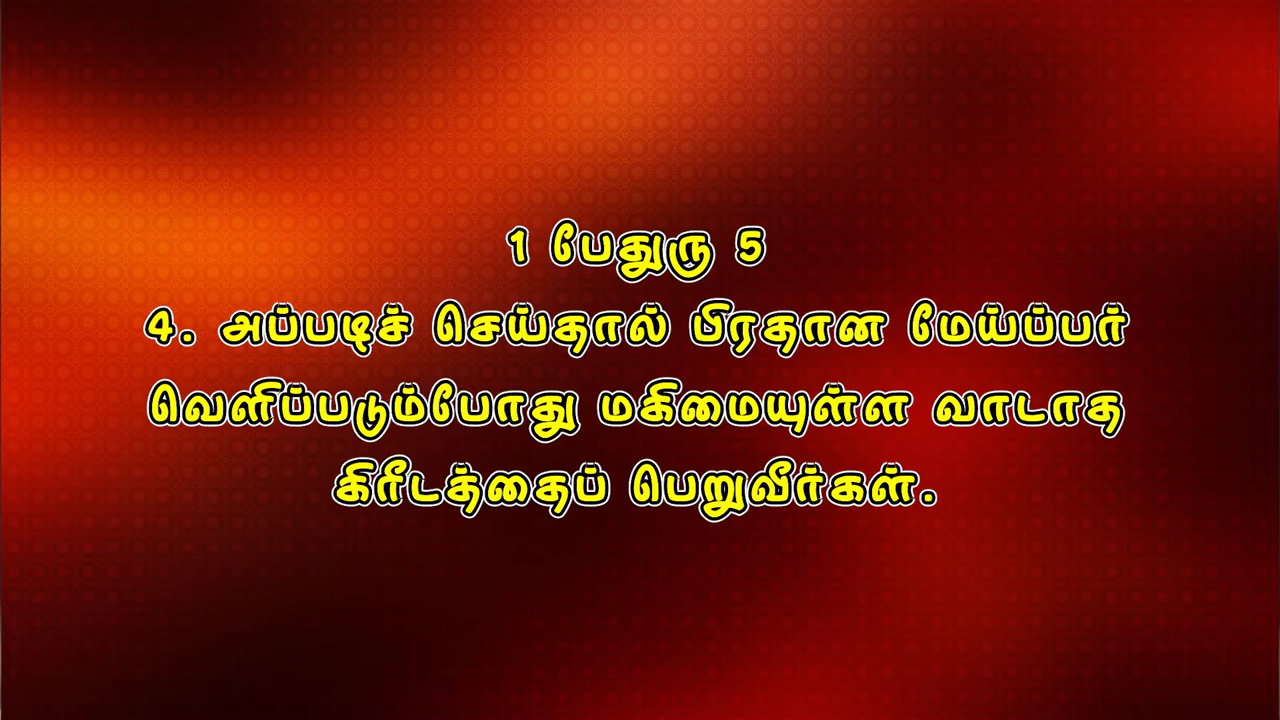 1 பேதுரு 5
4. அப்படிச் செய்தால் பிரதான மேய்ப்பர்
வெளிப்படும்போது மகிமையுள்ள வாடாத
கிரீடத்தைப் பெறுவீர்கள்.